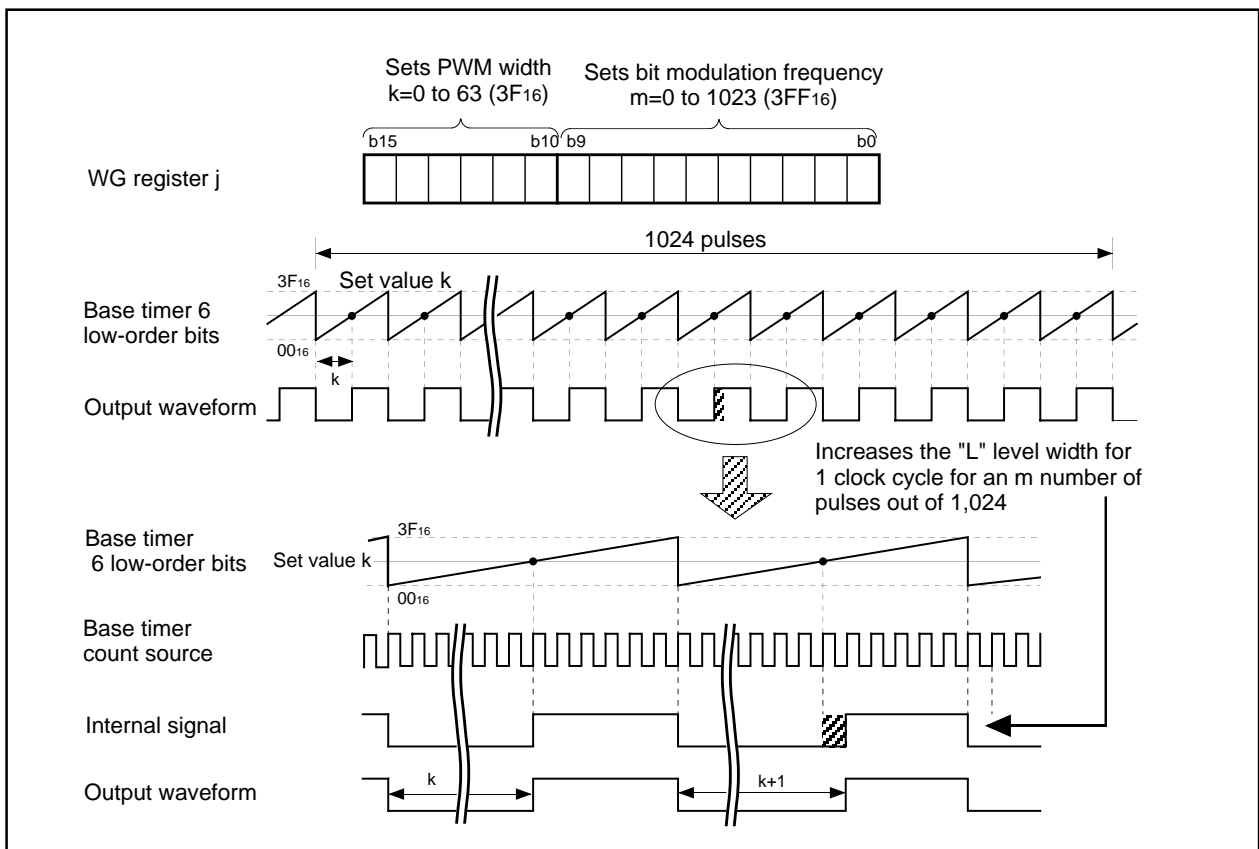 Sets PWM width
k=0 to 63 (3F16)
Sets bit modulation frequency
m=0 to 1023 (3FF16)
b15
b10
b9
b0
WG register j
1024 pulses
3F16
Set value k
Base timer 6
low-order bits
0016
k
Output waveform
Increases the "L" level width for
1 clock cycle for an m number of
pulses out of 1,024
3F16
Base timer
6 low-order bits
Set value k
0016
Base timer
count source
Internal signal
k
k+1
Output waveform